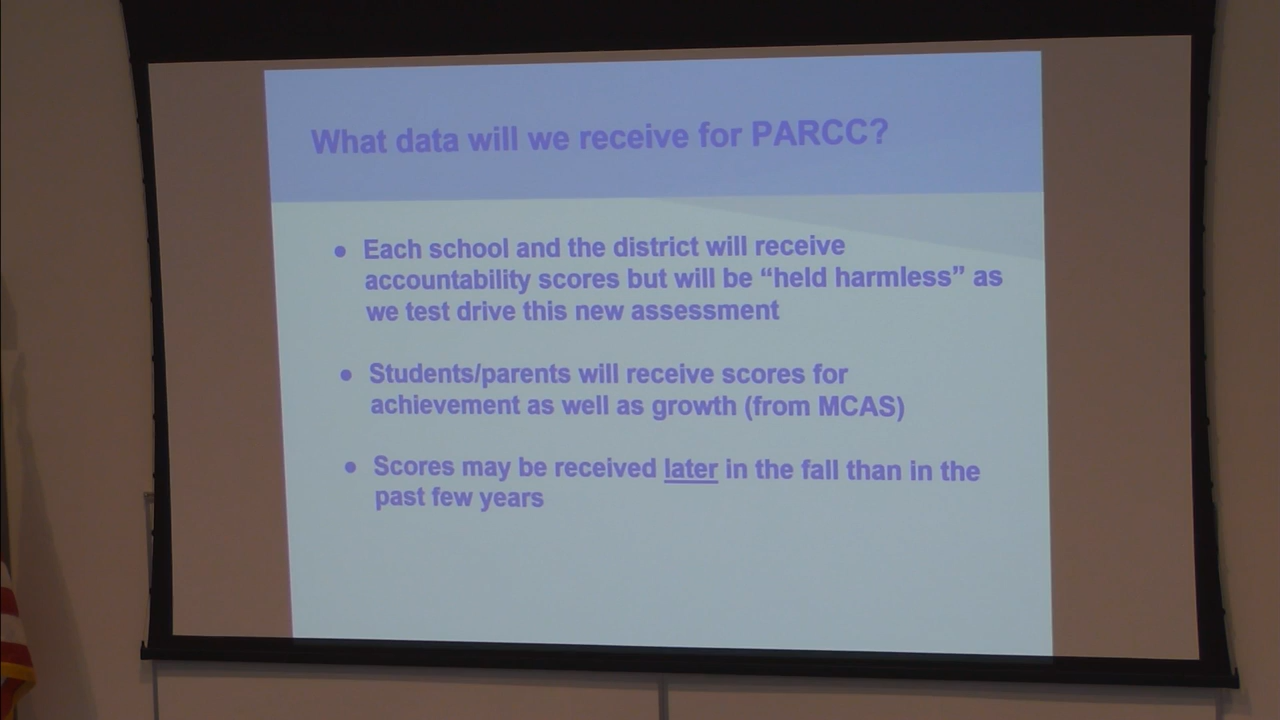 What data will we receive for PARCC?
● Each school and the district will receive
accountability scores but will be “held harmless” as
we test drive this new assessment
● Students/parents will receive scores for
achievement as well as growth (from MCAS)
● Scores may be received later in the fall than in the
past few years